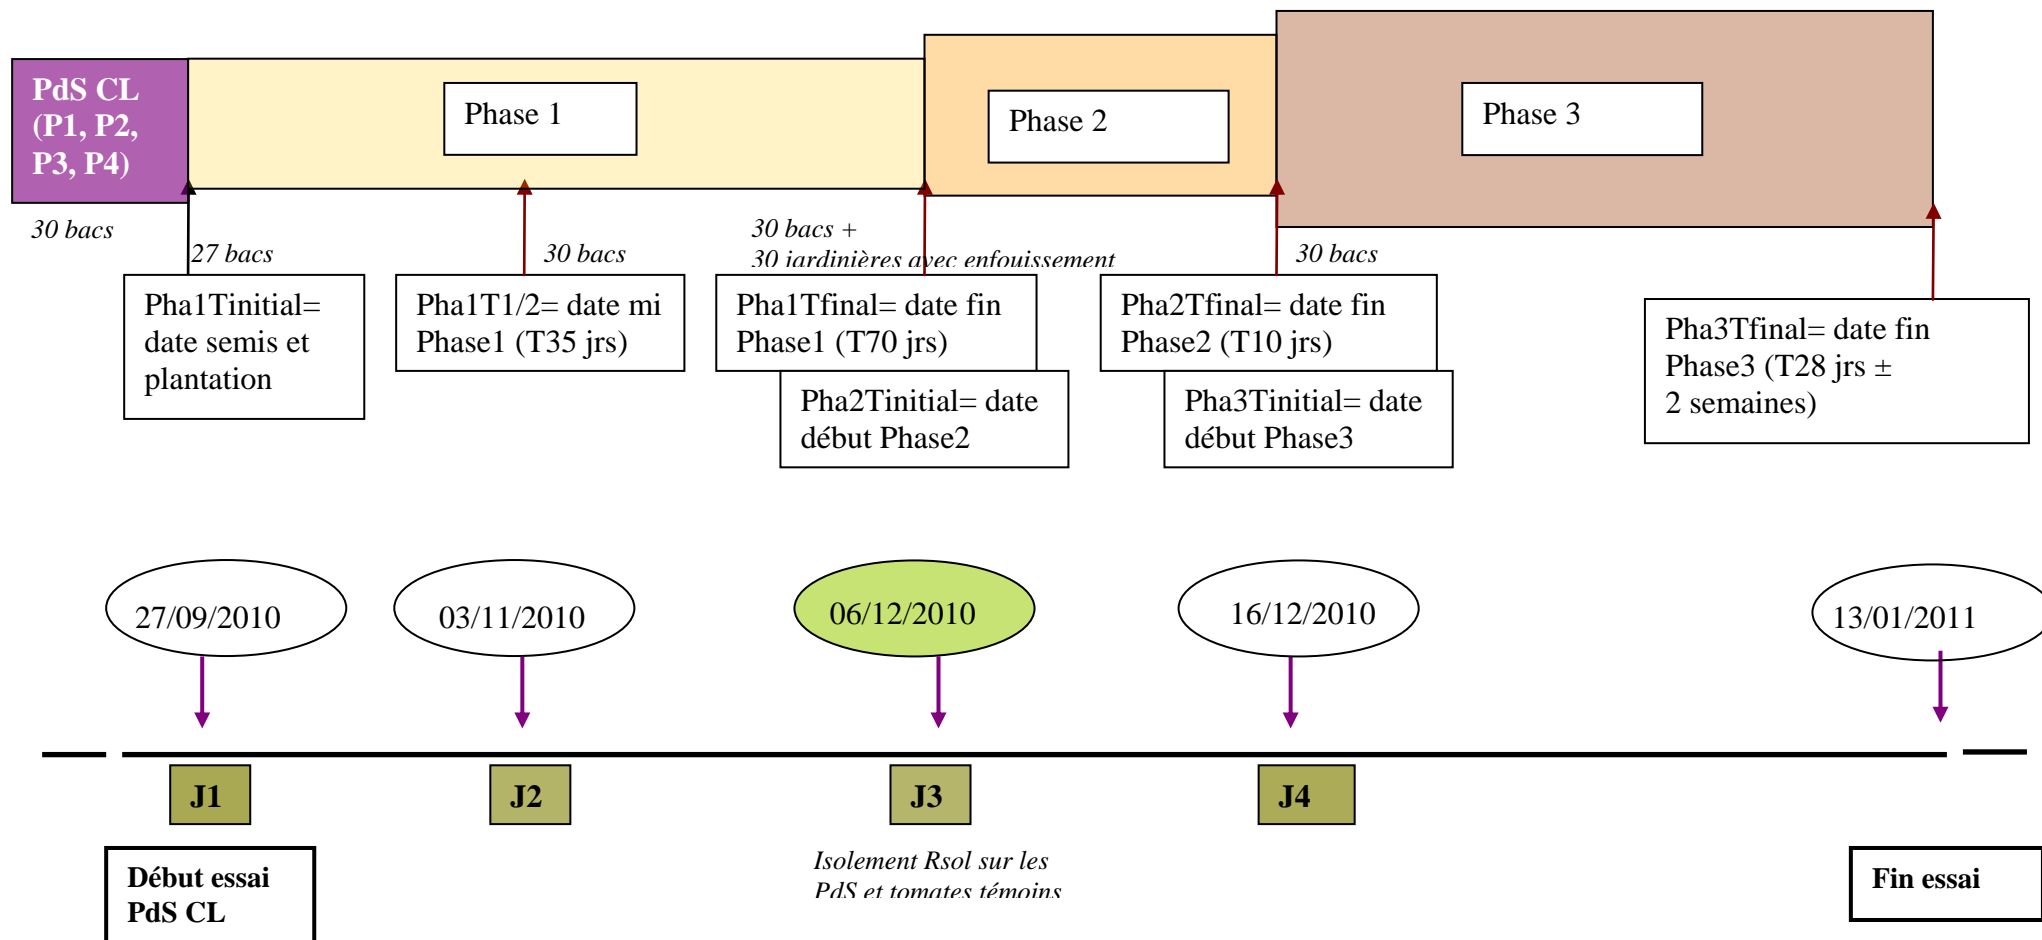 PdS CL
(P1, P2,
P3, P4)
Phase 1
Phase 2
Phase 3
30 bacs
27 bacs
30 bacs
30 bacs +
30 jardinières avec enfouissement
30 bacs
Pha1Tinitial=
date semis et
plantation
Pha1T1/2= date mi
Phase1 (T35 jrs)
Pha1Tfinal= date fin
Phase1 (T70 jrs)
Pha2Tinitial= date
début Phase2
Pha2Tfinal= date fin
Phase2 (T10 jrs)
Pha3Tinitial= date
début Phase3
Pha3Tfinal= date fin
Phase3 (T28 jrs ±
2 semaines)
27/09/2010
03/11/2010
06/12/2010
16/12/2010
13/01/2011
J1
J2
J3
J4
Début essai
PdS CL
Isolement Rsol sur les
PdS et tomates témoins
Fin essai